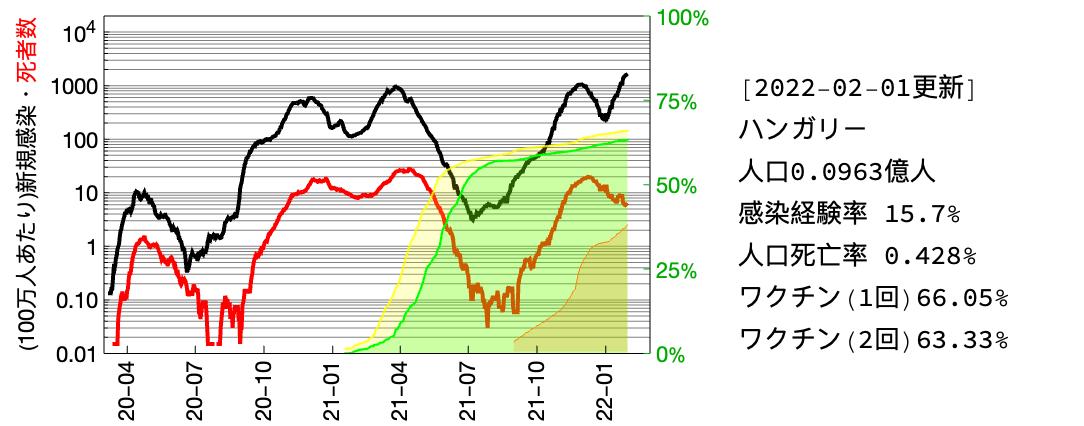 (100万人あたり)新規感染・死者数
10^4
1000
100
10
1
0.10
0.01
100%
75%
50%
25%
0%
20-04
20-07
20-10
21-01
21-04
21-07
21-10
22-01
[2022-02-01更新]
ハンガリー
人口0.0963億人
感染経験率 15.7%
人口死亡率 0.428%
ワクチン(1回)66.05%
ワクチン(2回)63.33%